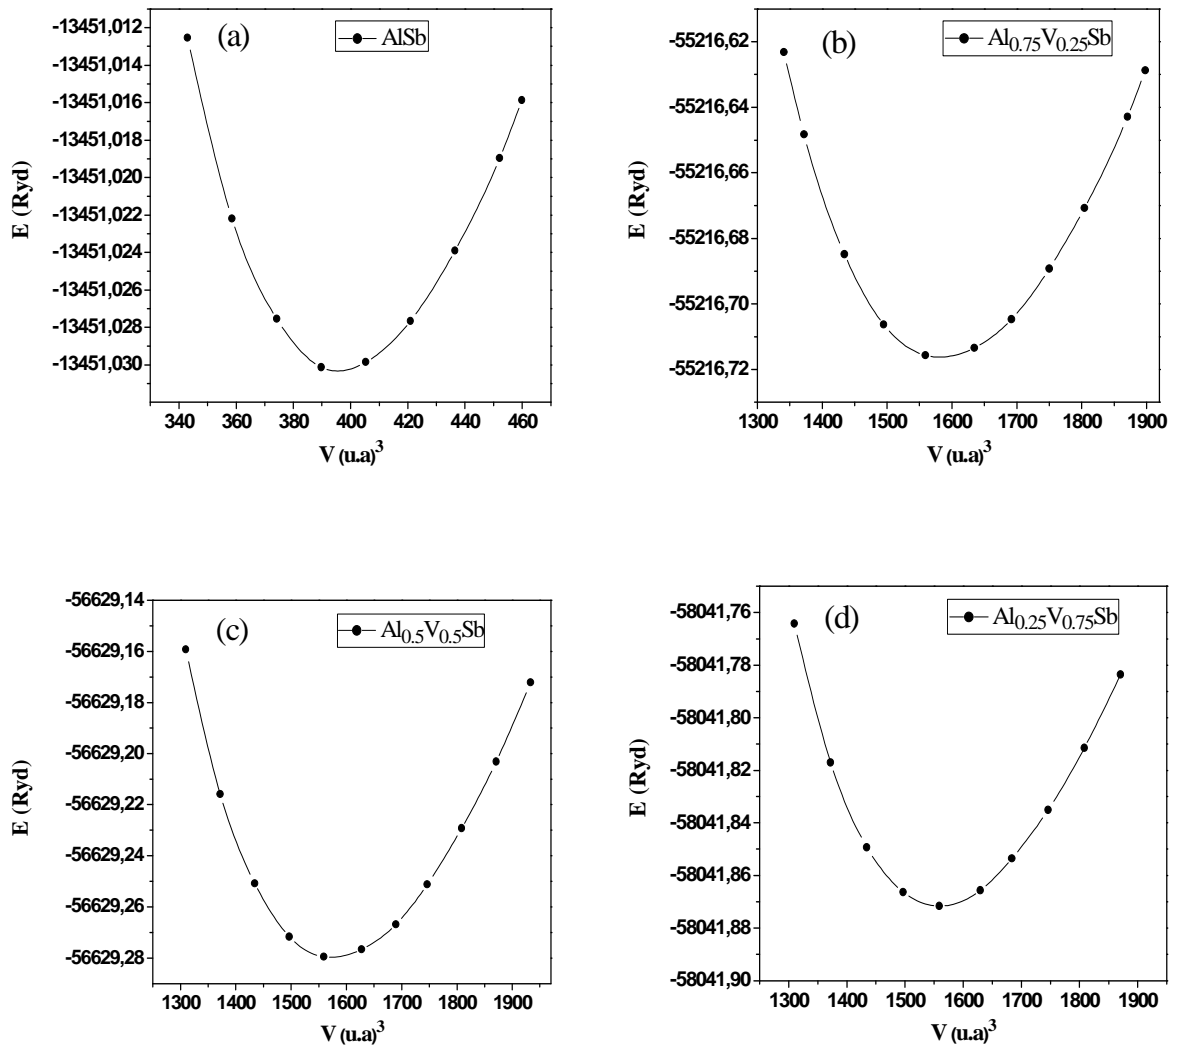 (a)
AlSb
-13451,012
-13451,014
-13451,016
-13451,018
-13451,020
-13451,022
-13451,024
-13451,026
-13451,028
-13451,030
E (Ryd)
340 360 380 400 420 440 460
V (u.a)³
(b)
Al₀.₇₅V₀.₂₅Sb
-55216,62
-55216,64
-55216,66
-55216,68
-55216,70
-55216,72
E (Ryd)
1300 1400 1500 1600 1700 1800 1900
V (u.a)³
(c)
Al₀.₅V₀.₅Sb
-56629,14
-56629,16
-56629,18
-56629,20
-56629,22
-56629,24
-56629,26
-56629,28
E (Ryd)
1300 1400 1500 1600 1700 1800 1900
V (u.a)³
(d)
Al₀.₂₅V₀.₇₅Sb
-58041,76
-58041,78
-58041,80
-58041,82
-58041,84
-58041,86
-58041,88
-58041,90
E (Ryd)
1300 1400 1500 1600 1700 1800 1900
V (u.a)³